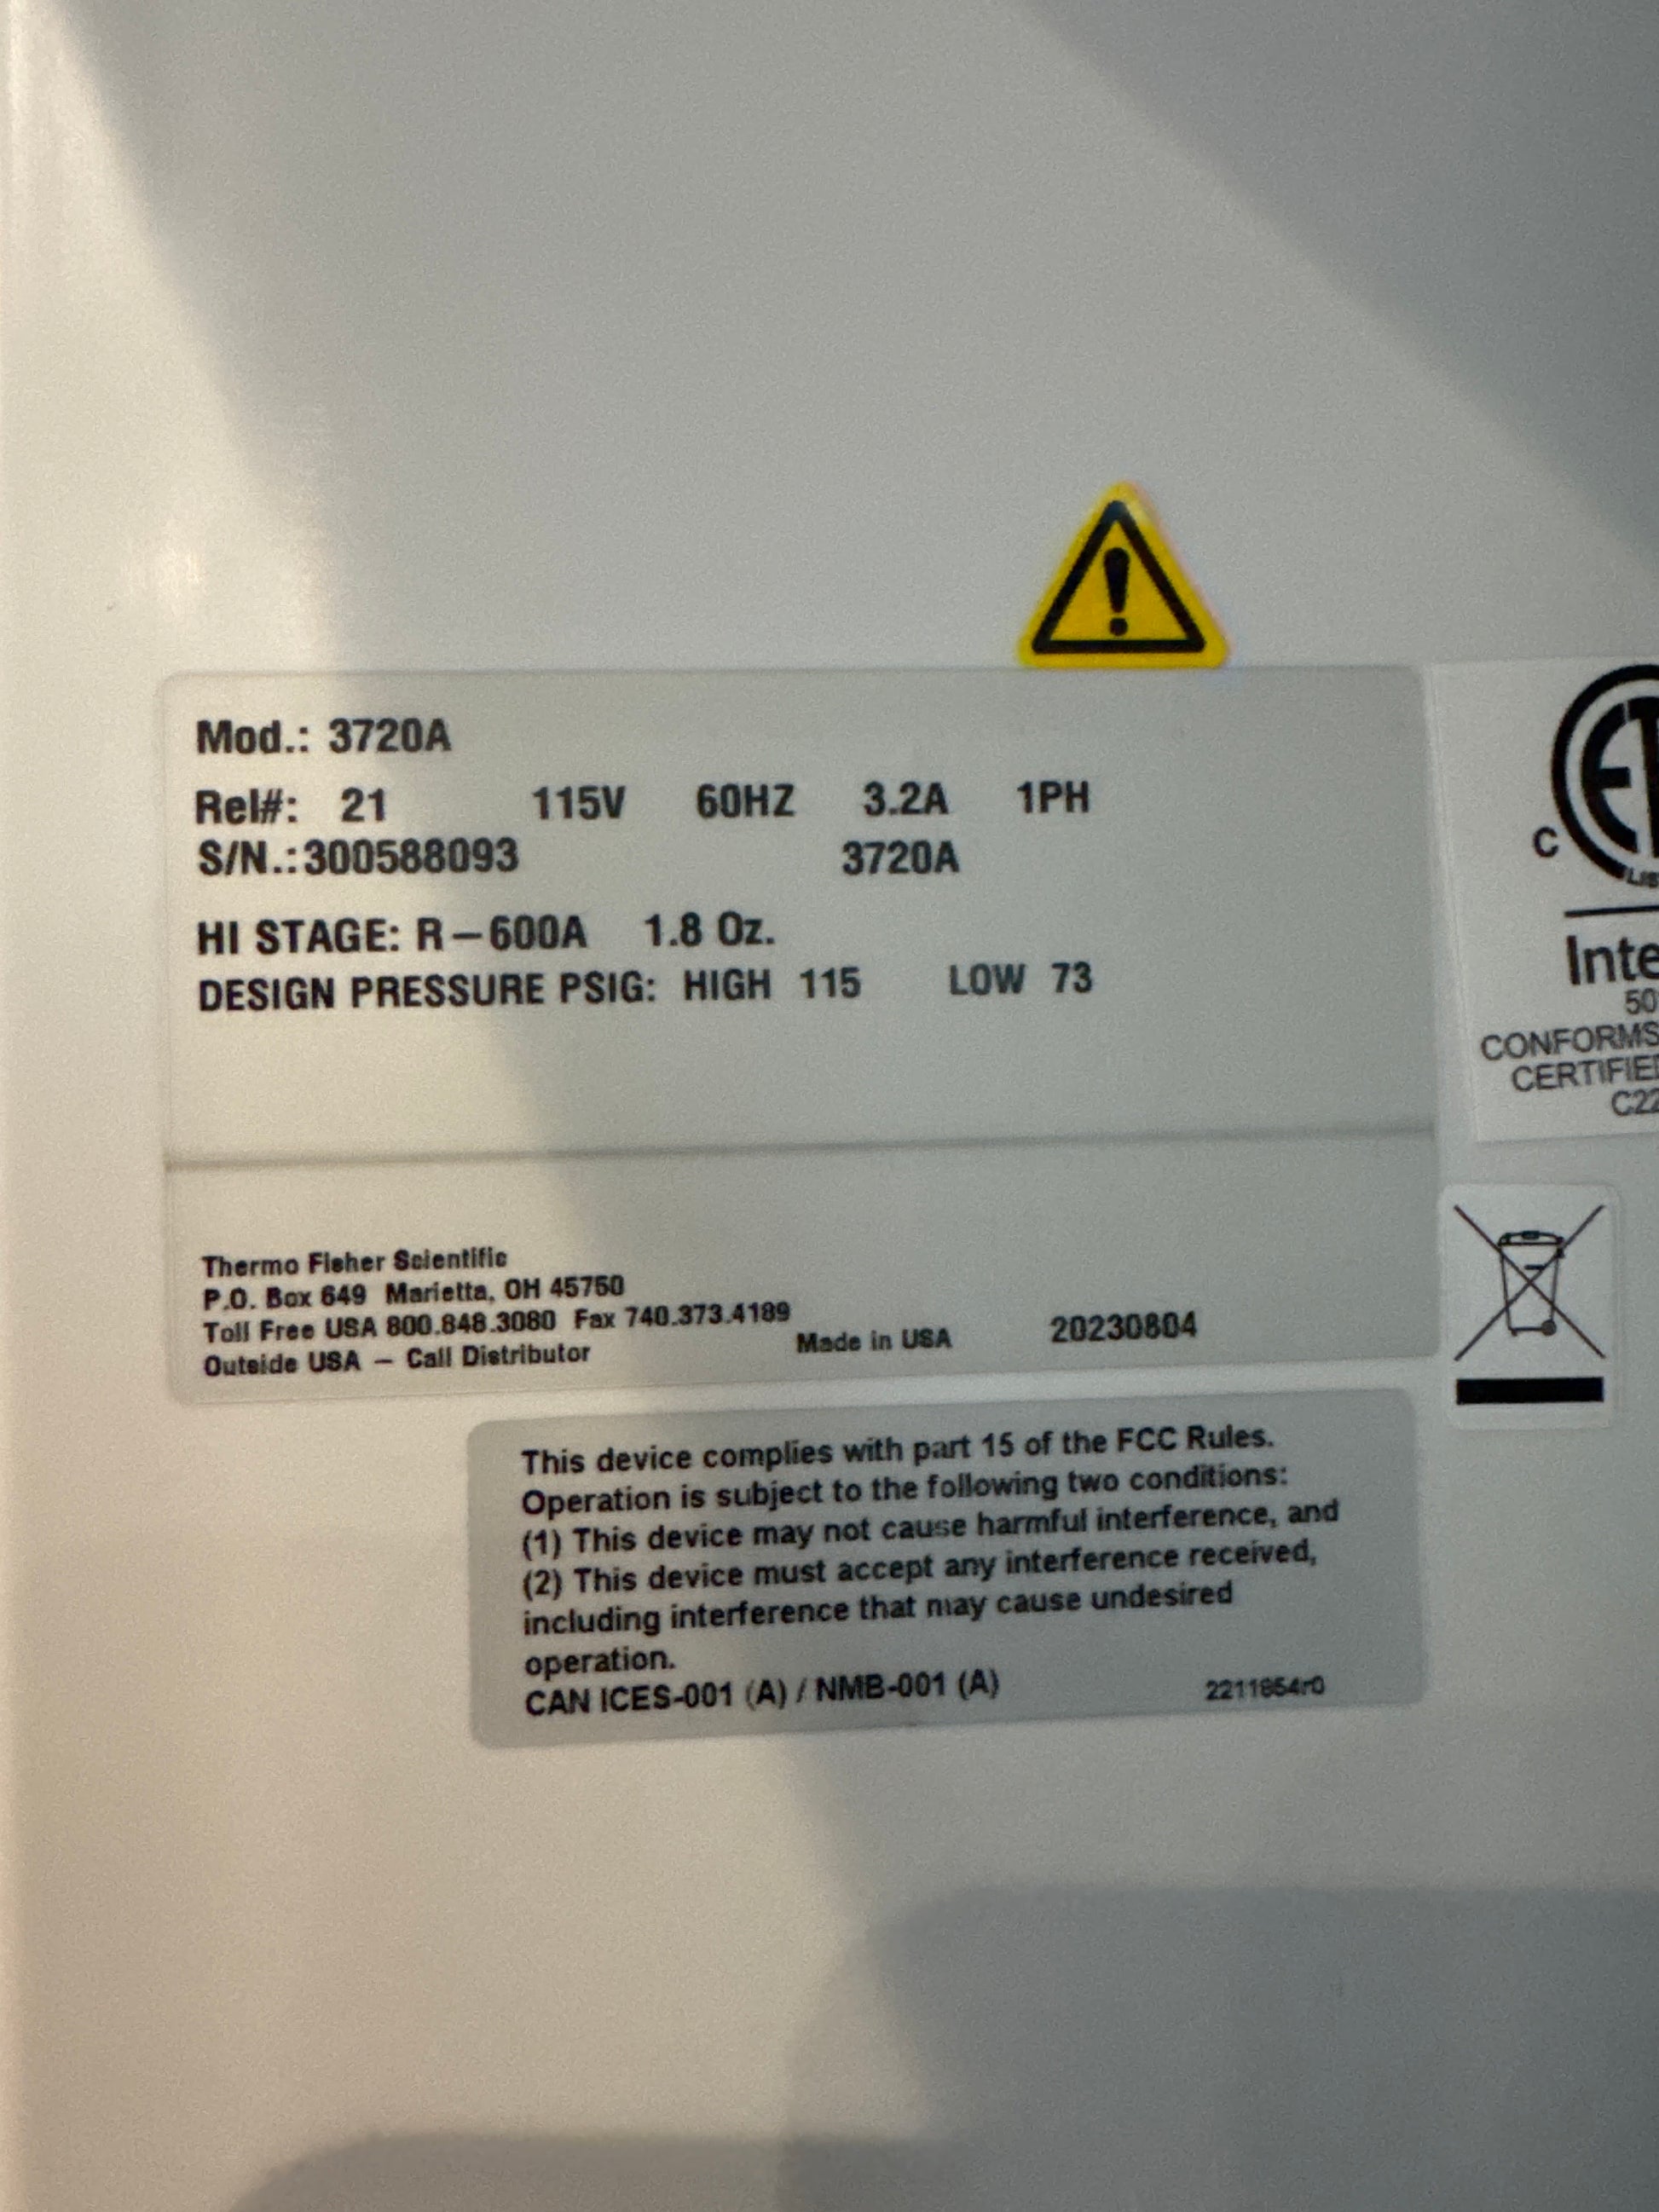 Mod.: 3720A
Rel#: 21 115V 60HZ 3.2A 1PH
S/N.:300588093 3720A
HI STAGE: R-600A 1.8 Oz.
DESIGN PRESSURE PSIG: HIGH 115 LOW 73
Thermo Fisher Scientific
P.O. Box 649 Marietta, OH 45750
Toll Free USA 800.848.3080 Fax 740.373.4189
Outside USA – Call Distributor
Made in USA 20230804
This device complies with part 15 of the FCC Rules.
Operation is subject to the following two conditions:
(1) This device may not cause harmful interference, and
(2) This device must accept any interference received,
including interference that may cause undesired
operation.
CAN ICES-001 (A) / NMB-001 (A) 2211854r0
C
Inte
50
CONFORMS
CERTIFIED
C22